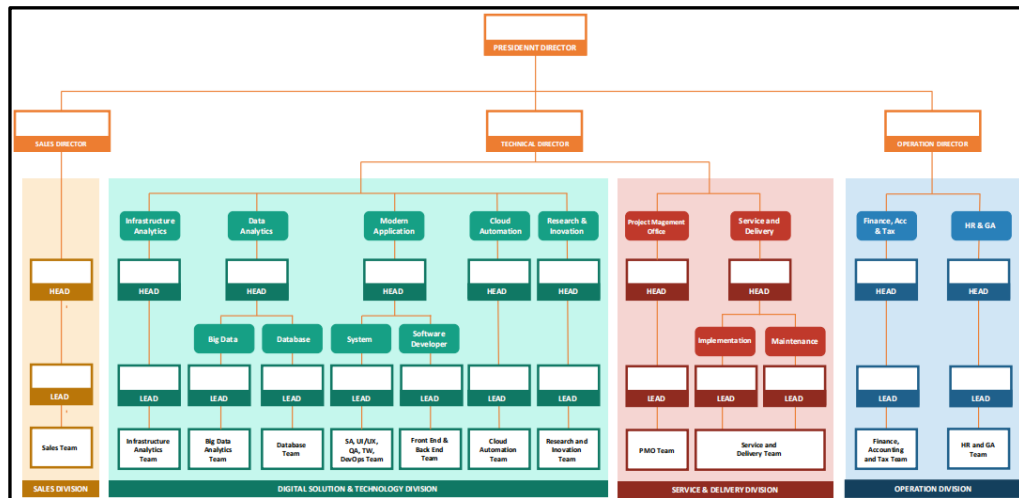 PRESIDENNT DIRECTOR
SALES DIRECTOR
TECHNICAL DIRECTOR
OPERATION DIRECTOR
Infrastructure
Analytics
Data
Analytics
Modern
Application
Cloud
Automation
Research &
Inovation
Project Magement
Office
Service and
Delivery
Finance, Acc
& Tax
HR & GA
HEAD
HEAD
HEAD
HEAD
HEAD
HEAD
HEAD
HEAD
HEAD
HEAD
Big Data
Database
System
Software
Developer
Implementation
Maintenance
LEAD
LEAD
LEAD
LEAD
LEAD
LEAD
LEAD
LEAD
LEAD
LEAD
LEAD
LEAD
LEAD
Sales Team
Infrastructure
Analytics
Team
Big Data
Analytics
Team
Database
Team
SA, UI/UX,
QA, TW,
DevOps Team
Front End &
Back End
Team
Cloud
Automation
Team
Research and
Inovation Team
PMO Team
Service and
Delivery Team
Finance,
Accounting
and Tax Team
HR and GA
Team
SALES DIVISION
DIGITAL SOLUTION & TECHNOLOGY DIVISION
SERVICE & DELIVERY DIVISION
OPERATION DIVISION